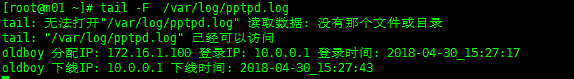 [root@m01 ~]# tail -F  /var/log/pptpd.log
tail: 无法打开"/var/log/pptpd.log" 读取数据: 没有那个文件或目录
tail: "/var/log/pptpd.log" 已经可以访问
oldboy 分配IP: 172.16.1.100 登录IP: 10.0.0.1 登录时间: 2018-04-30_15:27:17
oldboy 下线IP: 10.0.0.1 下线时间: 2018-04-30_15:27:43